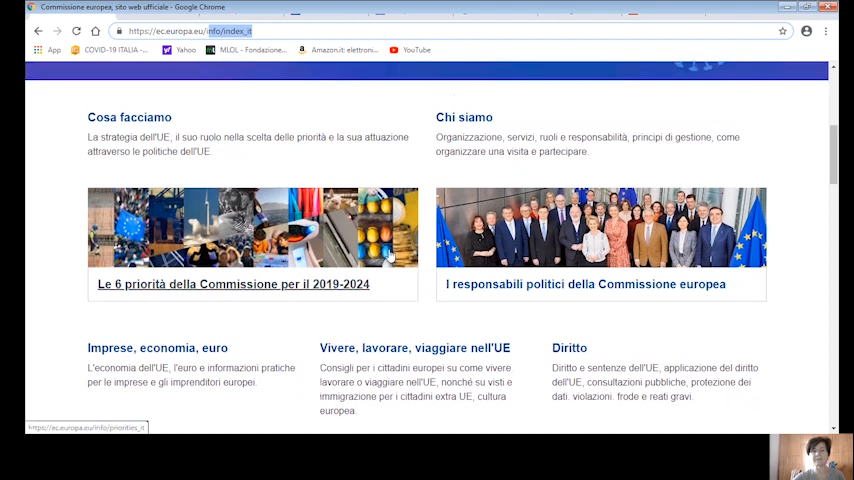 Commissione europea, sito web ufficiale - Google Chrome
https://ec.europa.eu/info/index_it
App
COVID-19 ITALIA -...
Yahoo
MLOL - Fondazione...
Amazon.it: elettroni...
YouTube
Cosa facciamo
La strategia dell'UE, il suo ruolo nella scelta delle priorità e la sua attuazione
attraverso le politiche dell'UE.
Chi siamo
Organizzazione, servizi, ruoli e responsabilità, principi di gestione, come
organizzare una visita e partecipare.
Le 6 priorità della Commissione per il 2019-2024
I responsabili politici della Commissione europea
Imprese, economia, euro
L'economia dell'UE, l'euro e informazioni pratiche
per le imprese e gli imprenditori europei.
Vivere, lavorare, viaggiare nell'UE
Consigli per i cittadini europei su come vivere.
lavorare o viaggiare nell'UE, nonché su visti e
immigrazione per i cittadini extra UE, cultura
europea.
Diritto
Diritto e sentenze dell'UE, applicazione del diritto
dell'UE, consultazioni pubbliche, protezione dei
dati. violazioni. frode e reati gravi.
https://ec.europa.eu/info/priorities_it